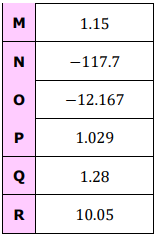 M 1.15
N −117.7
O −12.167
P 1.029
Q 1.28
R 10.05